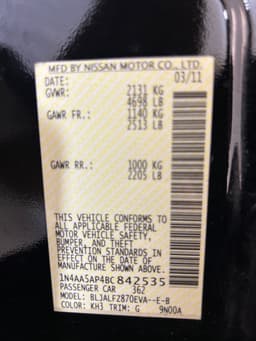 MFD BY NISSAN MOTOR CO., LTD.
DATE: 03/11
GVWR: 2131 KG
4698 LB
GAWR FR.: 1140 KG
2513 LB
GAWR RR.: 1000 KG
2205 LB
THIS VEHICLE CONFORMS TO
ALL APPLICABLE FEDERAL
MOTOR VEHICLE SAFETY,
BUMPER, AND THEFT
PREVENTION STANDARDS IN
EFFECT ON THE DATE OF
MANUFACTURE SHOWN ABOVE.
1N4AA5AP4BC842535
PASSENGER CAR 362
MODEL: BLJALFZ87OEVA--E-B
COLOR: KH3 TRIM: G 9N00A